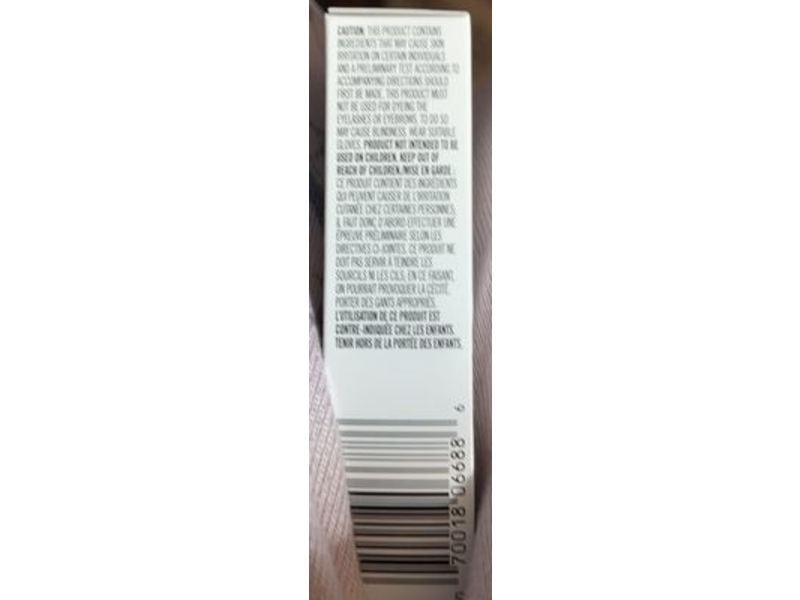 CAUTION: THIS PRODUCT CONTAINS
INGREDIENTS THAT MAY CAUSE SKIN
IRRITATION ON CERTAIN INDIVIDUALS
AND A PRELIMINARY TEST ACCORDING TO
ACCOMPANYING DIRECTIONS SHOULD
FIRST BE MADE. THIS PRODUCT MUST
NOT BE USED FOR DYEING THE
EYELASHES OR EYEBROWS. TO DO SO
MAY CAUSE BLINDNESS. WEAR SUITABLE
GLOVES. PRODUCT NOT INTENDED TO BE
USED ON CHILDREN. KEEP OUT OF
REACH OF CHILDREN./MISE EN GARDE :
CE PRODUIT CONTIENT DES INGRÉDIENTS
QUI PEUVENT CAUSER DE L'IRRITATION
CUTANÉE CHEZ CERTAINES PERSONNES;
IL FAUT DONC D'ABORD EFFECTUER UNE
ÉPREUVE PRÉLIMINAIRE SELON LES
DIRECTIVES CI-JOINTES. CE PRODUIT NE
DOIT PAS SERVIR À TEINDRE LES
SOURCILS NI LES CILS; EN CE FAISANT,
ON POURRAIT PROVOQUER LA CÉCITÉ.
PORTER DES GANTS APPROPRIÉS.
L'UTILISATION DE CE PRODUIT EST
CONTRE-INDIQUÉE CHEZ LES ENFANTS.
TENIR HORS DE LA PORTÉE DES ENFANTS.
70018 06688 6